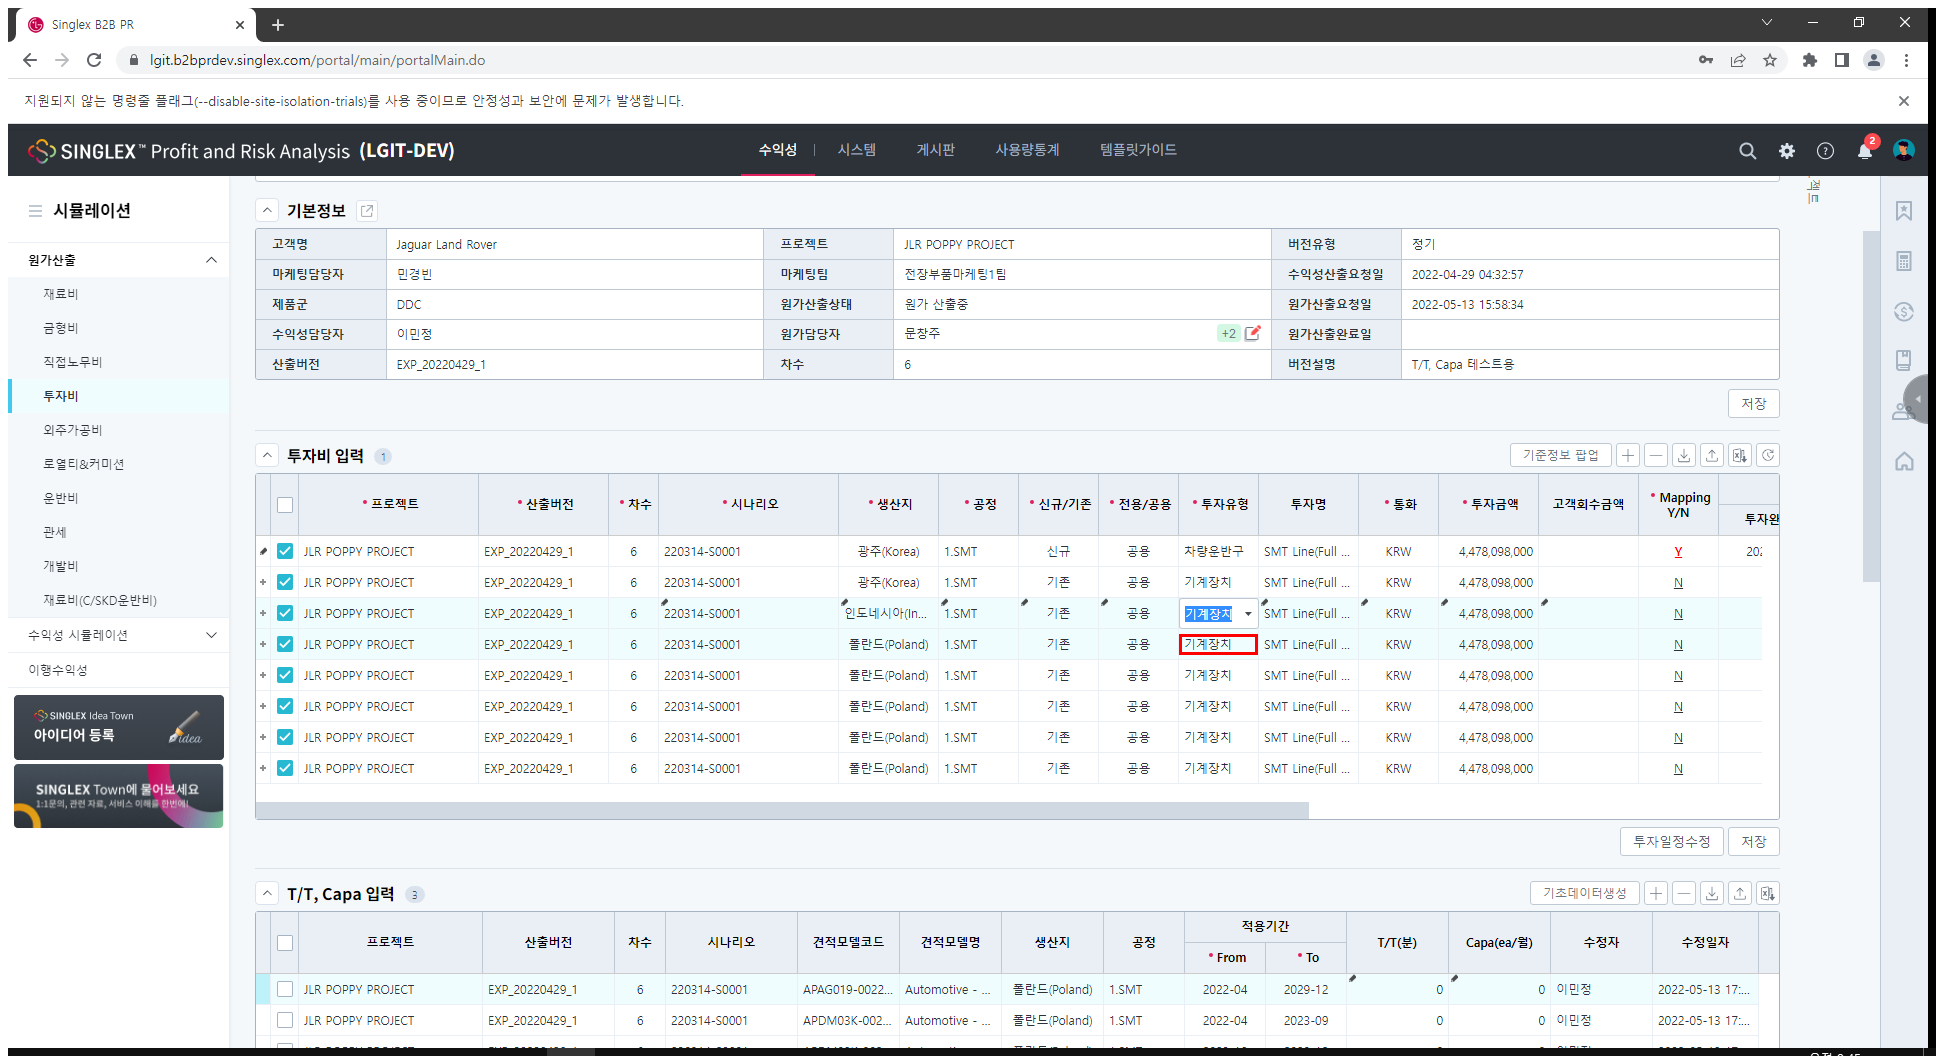 Singlex B2B PR
lgit.b2bprdev.singlex.com/portal/main/portalMain.do
지원되지 않는 명령줄 플래그(--disable-site-isolation-trials)를 사용 중이므로 안정성과 보안에 문제가 발생합니다.
SINGLEX™ Profit and Risk Analysis (LGIT-DEV)
수익성 시스템 게시판 사용량통계 템플릿가이드
2
시뮬레이션
원가산출
재료비
금형비
직접노무비
투자비
외주가공비
로열티&커미션
운반비
관세
개발비
재료비(C/SKD운반비)
수익성 시뮬레이션
이행수익성
SINGLEX Idea Town
아이디어 등록
idea
SINGLEX Town에 물어보세요
1:1문의, 관련 자료, 서비스 이해를 한번에!
기본정보
고객명 Jaguar Land Rover 프로젝트 JLR POPPY PROJECT 버전유형 정기
마케팅담당자 민경빈 마케팅팀 전장부품마케팅1팀 수익성산출요청일 2022-04-29 04:32:57
제품군 DDC 원가산출상태 원가 산출중 원가산출요청일 2022-05-13 15:58:34
수익성담당자 이민정 원가담당자 문창주 +2 원가산출완료일
산출버전 EXP_20220429_1 차수 6 버전설명 T/T, Capa 테스트용
저장
투자비 입력 1
기준정보 팝업
프로젝트 산출버전 차수 시나리오 생산지 공정 신규/기존 전용/공용 투자유형 투자명 통화 투자금액 고객회수금액 Mapping Y/N 투자완
JLR POPPY PROJECT EXP_20220429_1 6 220314-S0001 광주(Korea) 1.SMT 신규 공용 차량운반구 SMT Line(Full ... KRW 4,478,098,000 Y 202
JLR POPPY PROJECT EXP_20220429_1 6 220314-S0001 광주(Korea) 1.SMT 기존 공용 기계장치 SMT Line(Full ... KRW 4,478,098,000 N
JLR POPPY PROJECT EXP_20220429_1 6 220314-S0001 인도네시아(In... 1.SMT 기존 공용 기계장치 SMT Line(Full ... KRW 4,478,098,000 N
JLR POPPY PROJECT EXP_20220429_1 6 220314-S0001 폴란드(Poland) 1.SMT 기존 공용 기계장치 SMT Line(Full ... KRW 4,478,098,000 N
JLR POPPY PROJECT EXP_20220429_1 6 220314-S0001 폴란드(Poland) 1.SMT 기존 공용 기계장치 SMT Line(Full ... KRW 4,478,098,000 N
JLR POPPY PROJECT EXP_20220429_1 6 220314-S0001 폴란드(Poland) 1.SMT 기존 공용 기계장치 SMT Line(Full ... KRW 4,478,098,000 N
JLR POPPY PROJECT EXP_20220429_1 6 220314-S0001 폴란드(Poland) 1.SMT 기존 공용 기계장치 SMT Line(Full ... KRW 4,478,098,000 N
JLR POPPY PROJECT EXP_20220429_1 6 220314-S0001 폴란드(Poland) 1.SMT 기존 공용 기계장치 SMT Line(Full ... KRW 4,478,098,000 N
투자일정수정 저장
T/T, Capa 입력 3
기초데이터생성
프로젝트 산출버전 차수 시나리오 견적모델코드 견적모델명 생산지 공정 적용기간 T/T(분) Capa(ea/월) 수정자 수정일자
From To
JLR POPPY PROJECT EXP_20220429_1 6 220314-S0001 APAG019-0022... Automotive - ... 폴란드(Poland) 1.SMT 2022-04 2029-12 0 0 이민정 2022-05-13 17:...
JLR POPPY PROJECT EXP_20220429_1 6 220314-S0001 APDM03K-002... Automotive - ... 폴란드(Poland) 1.SMT 2022-04 2023-09 0 0 이민정 2022-05-13 17:...